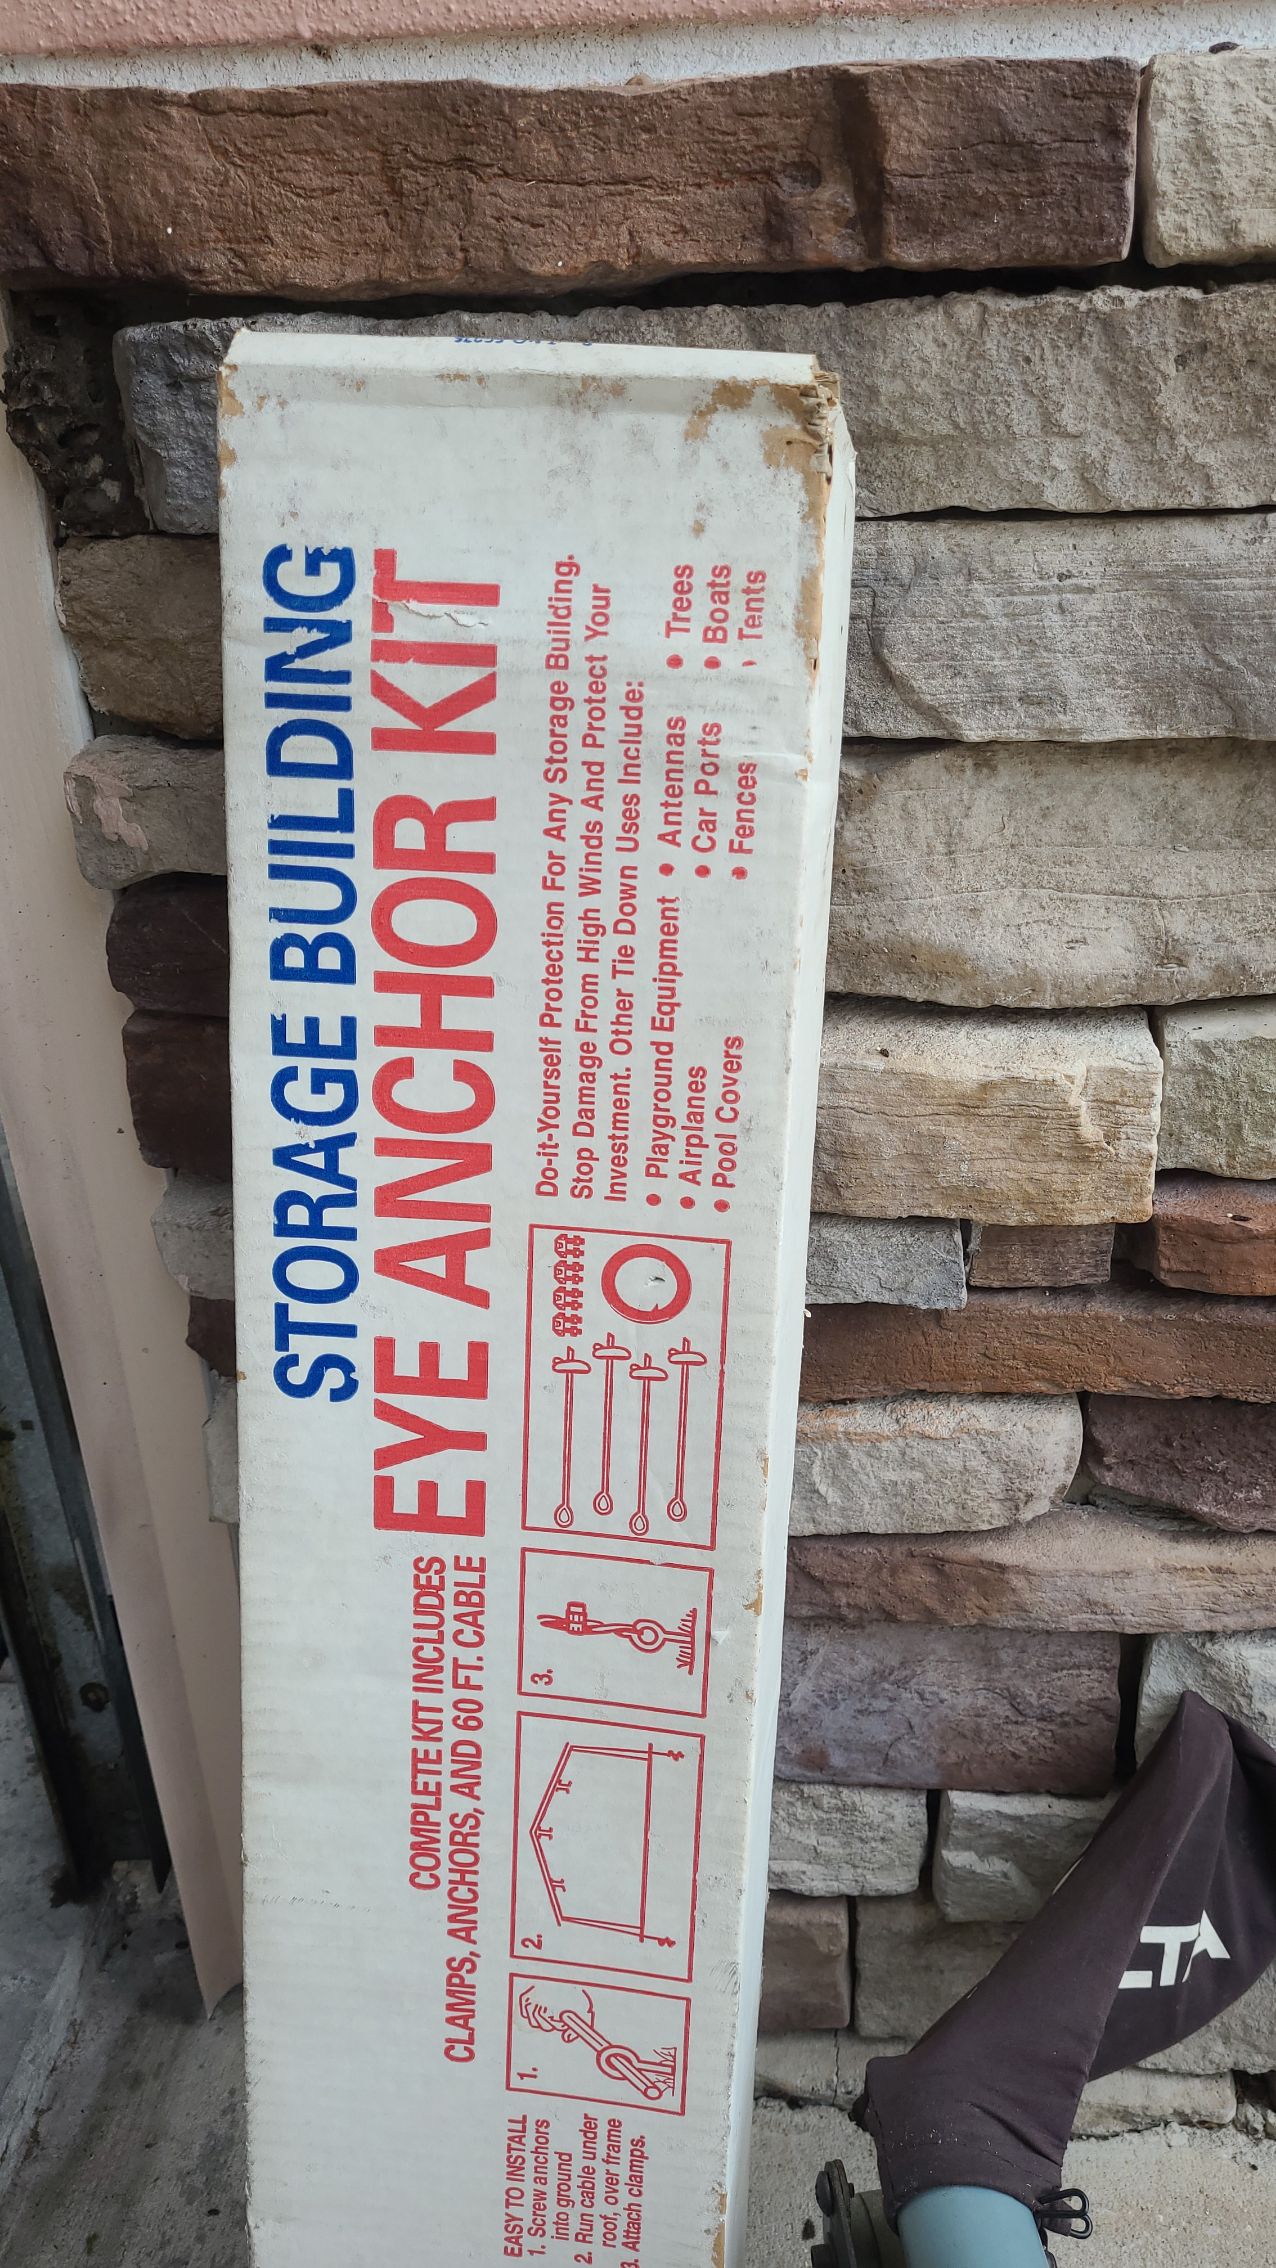 STORAGE BUILDING
EYE ANCHOR KIT
COMPLETE KIT INCLUDES
CLAMPS, ANCHORS, AND 60 FT. CABLE
EASY TO INSTALL
1. Screw anchors
into ground
2. Run cable under
roof, over frame
3. Attach clamps.
1.
2.
3.
Do-it-Yourself Protection For Any Storage Building.
Stop Damage From High Winds And Protect Your
Investment. Other Tie Down Uses Include:
• Playground Equipment • Antennas • Trees
• Airplanes • Car Ports • Boats
• Pool Covers • Fences • Tents
LTA